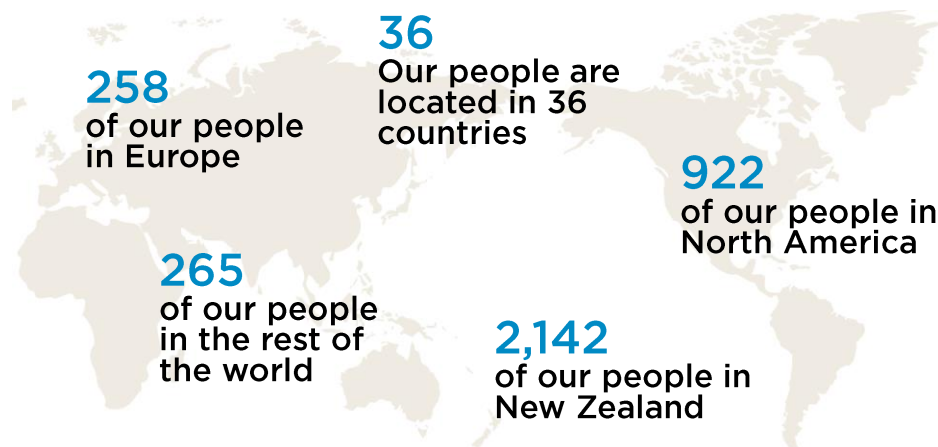 36
Our people are
located in 36
countries
258
of our people
in Europe
922
of our people in
North America
265
of our people
in the rest of
the world
2,142
of our people in
New Zealand